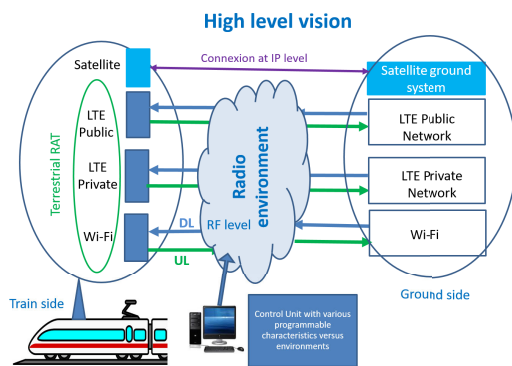 High level vision
Satellite
Connexion at IP level
Satellite ground
system
LTE
Public
LTE Public
Network
Terrestrial RAT
LTE
Private
Radio
environment
LTE Private
Network
Wi-Fi
DL
RF level
Wi-Fi
UL
Train side
Ground side
Control Unit with various
programmable
characteristics versus
environments